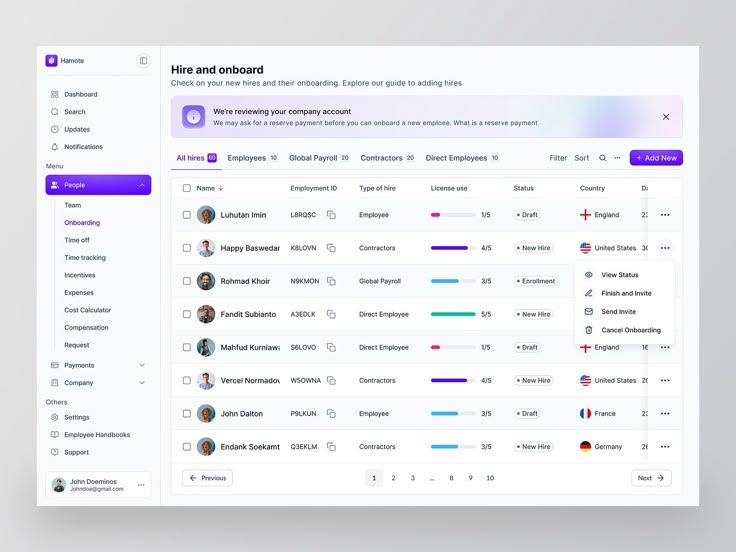 Hamote
Dashboard
Search
Updates
Notifications
Menu
People
Team
Onboarding
Time off
Time tracking
Incentives
Expenses
Cost Calculator
Compensation
Request
Payments
Company
Others
Settings
Employee Handbooks
Support
John Doeminos
Johndoe@gmail.com
Hire and onboard
Check on your new hires and their onboarding. Explore our guide to adding hires
We're reviewing your company account
We may ask for a reserve payment before you can onboard a new emploee. What is a reserve payment
All hires 60 Employees 10 Global Payroll 20 Contractors 20 Direct Employees 10 Filter Sort + Add New
Name Employment ID Type of hire License use Status Country Da
Luhutan Imin L8RQSC Employee 1/5 Draft England 23
Happy Baswedan K8LOVN Contractors 4/5 New Hire United States 30
Rohmad Khoir N9KMON Global Payroll 3/5 Enrollment
Fandit Subianto A3EDLK Direct Employee 5/5 New Hire
Mahfud Kurniawa S6LOVO Direct Employee 1/5 Draft England 16
Vercel Normadov W5OWNA Contractors 4/5 New Hire United States 20
John Dalton P9LKUN Employee 3/5 Draft France 23
Endank Soekamt Q3EKLM Contractors 3/5 New Hire Germany 26
View Status
Finish and Invite
Send Invite
Cancel Onboarding
Previous 1 2 3 ... 8 9 10 Next